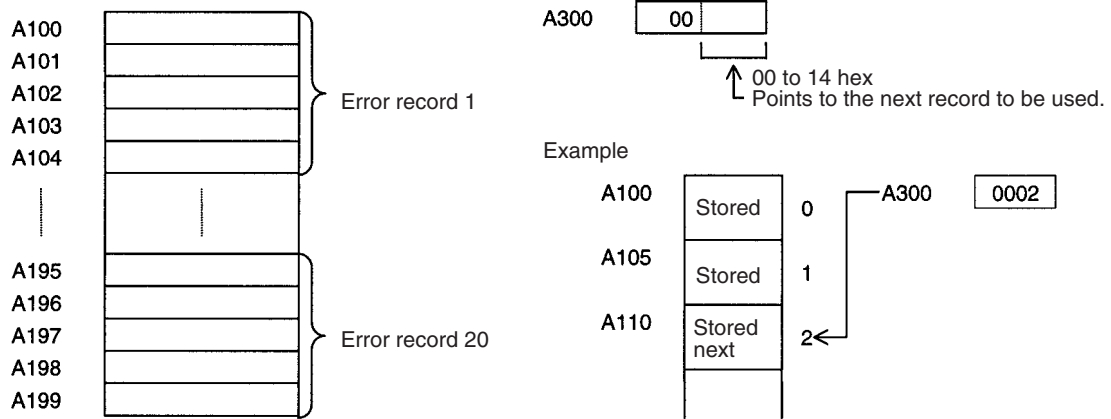 A100
A101
A102
A103
A104
Error record 1
A195
A196
A197
A198
A199
Error record 20
A300
00
00 to 14 hex
Points to the next record to be used.
Example
A100
Stored
0
A300
0002
A105
Stored
1
A110
Stored
next
2